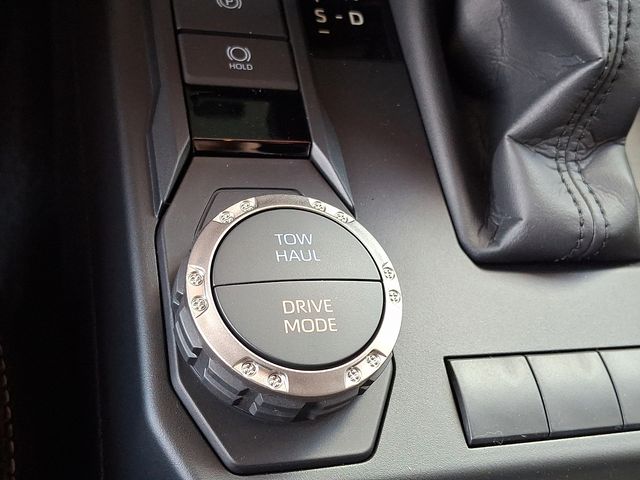 (P)
S - D
HOLD
TOW
HAUL
DRIVE
MODE